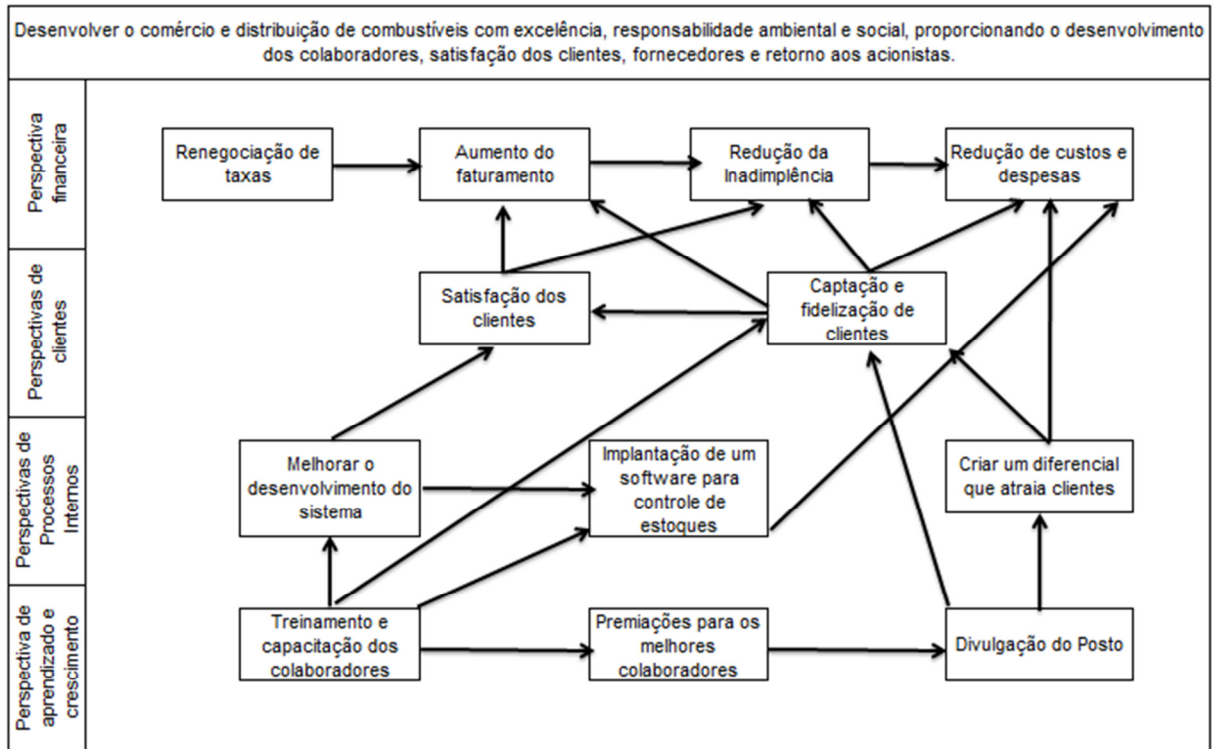 Desenvolver o comércio e distribuição de combustíveis com excelência, responsabilidade ambiental e social, proporcionando o desenvolvimento
dos colaboradores, satisfação dos clientes, fornecedores e retorno aos acionistas.
Perspectiva
financeira
Renegociação de
taxas
Aumento do
faturamento
Redução da
Inadimplência
Redução de custos e
despesas
Perspectivas de
clientes
Satisfação dos
clientes
Captação e
fidelização de
clientes
Perspectivas de
Processos
Internos
Melhorar o
desenvolvimento do
sistema
Implantação de um
software para
controle de
estoques
Criar um diferencial
que atraia clientes
Perspectiva de
aprendizado e
crescimento
Treinamento e
capacitação dos
colaboradores
Premiações para os
melhores
colaboradores
Divulgação do Posto